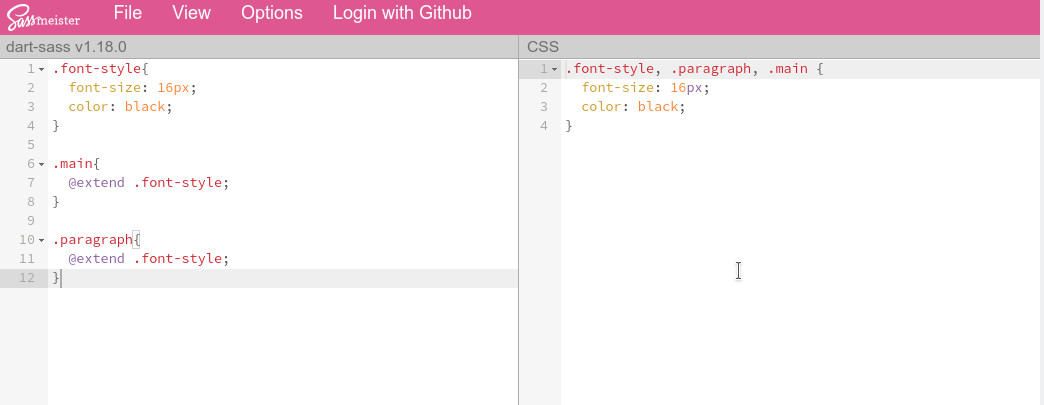 Sassmeister File View Options Login with Github
dart-sass v1.18.0
1 .font-style{
2 font-size: 16px;
3 color: black;
4 }
5
6 .main{
7 @extend .font-style;
8 }
9
10 .paragraph{
11 @extend .font-style;
12 }
CSS
1 .font-style, .paragraph, .main {
2 font-size: 16px;
3 color: black;
4 }